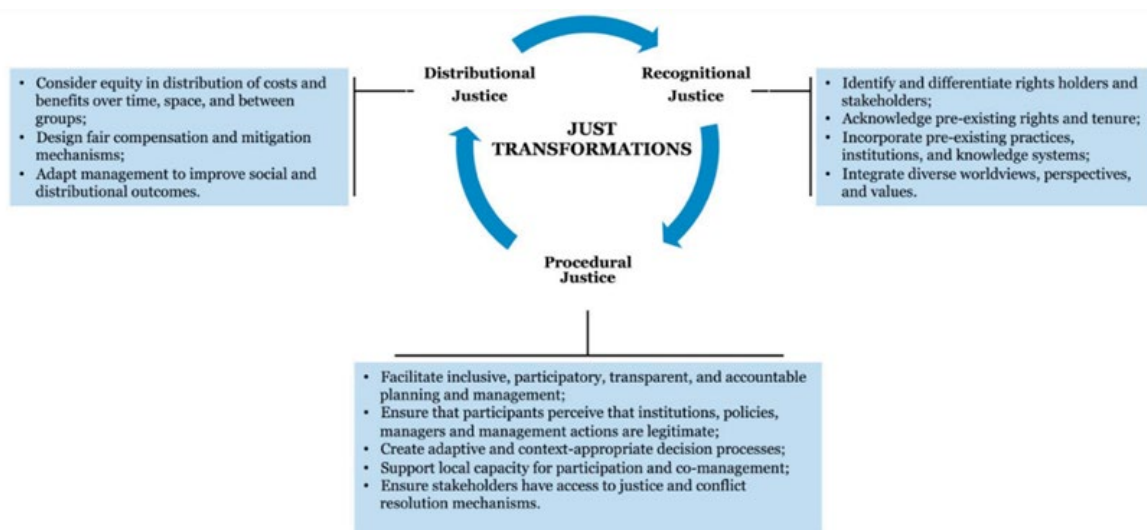 Distributional
Justice
Recognitional
Justice
JUST
TRANSFORMATIONS
Procedural
Justice
• Consider equity in distribution of costs and
benefits over time, space, and between
groups;
• Design fair compensation and mitigation
mechanisms;
• Adapt management to improve social and
distributional outcomes.
• Identify and differentiate rights holders and
stakeholders;
• Acknowledge pre-existing rights and tenure;
• Incorporate pre-existing practices,
institutions, and knowledge systems;
• Integrate diverse worldviews, perspectives,
and values.
• Facilitate inclusive, participatory, transparent, and accountable
planning and management;
• Ensure that participants perceive that institutions, policies,
managers and management actions are legitimate;
• Create adaptive and context-appropriate decision processes;
• Support local capacity for participation and co-management;
• Ensure stakeholders have access to justice and conflict
resolution mechanisms.